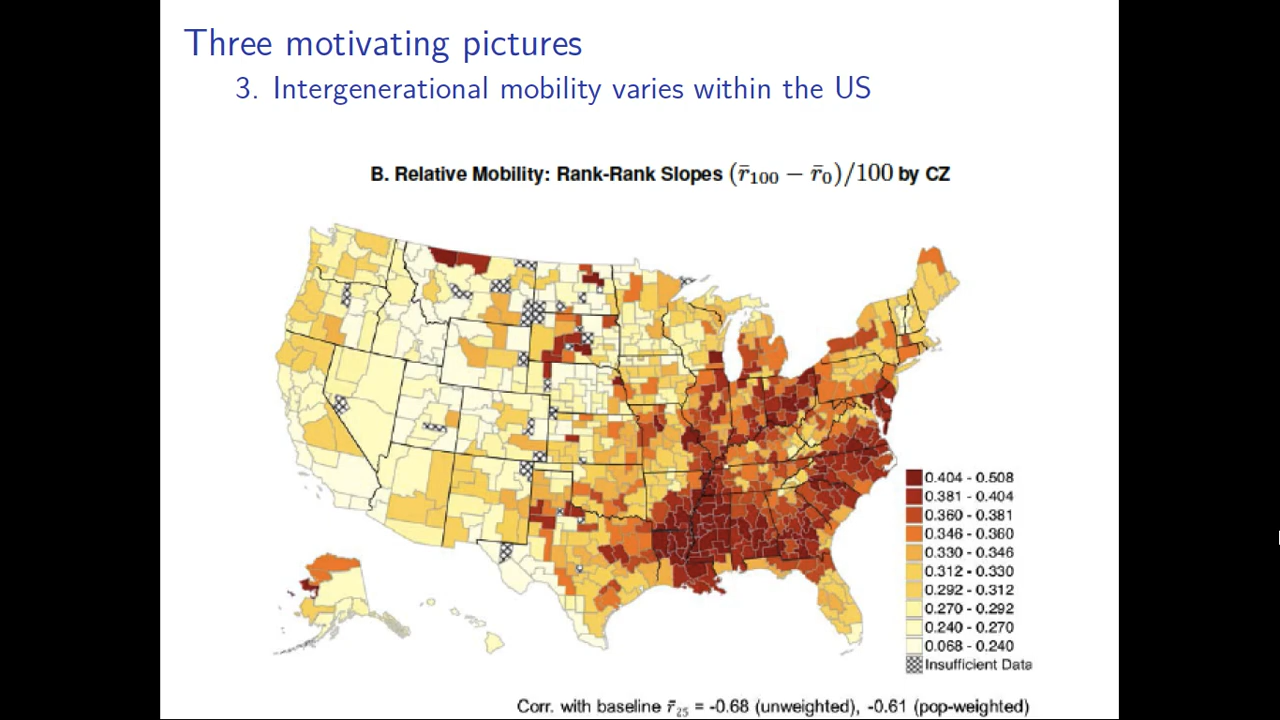 Three motivating pictures
3. Intergenerational mobility varies within the US
B. Relative Mobility: Rank-Rank Slopes (r̄₁₀₀ − r̄₀)/100 by CZ
0.404 - 0.508
0.381 - 0.404
0.360 - 0.381
0.346 - 0.360
0.330 - 0.346
0.312 - 0.330
0.292 - 0.312
0.270 - 0.292
0.240 - 0.270
0.068 - 0.240
Insufficient Data
Corr. with baseline r̄₂₅ = -0.68 (unweighted), -0.61 (pop-weighted)